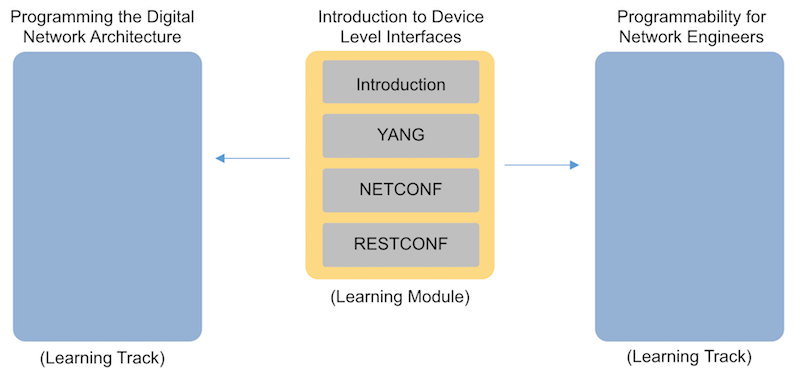 Programming the Digital
Network Architecture
(Learning Track)
Introduction to Device
Level Interfaces
Introduction
YANG
NETCONF
RESTCONF
(Learning Module)
Programmability for
Network Engineers
(Learning Track)